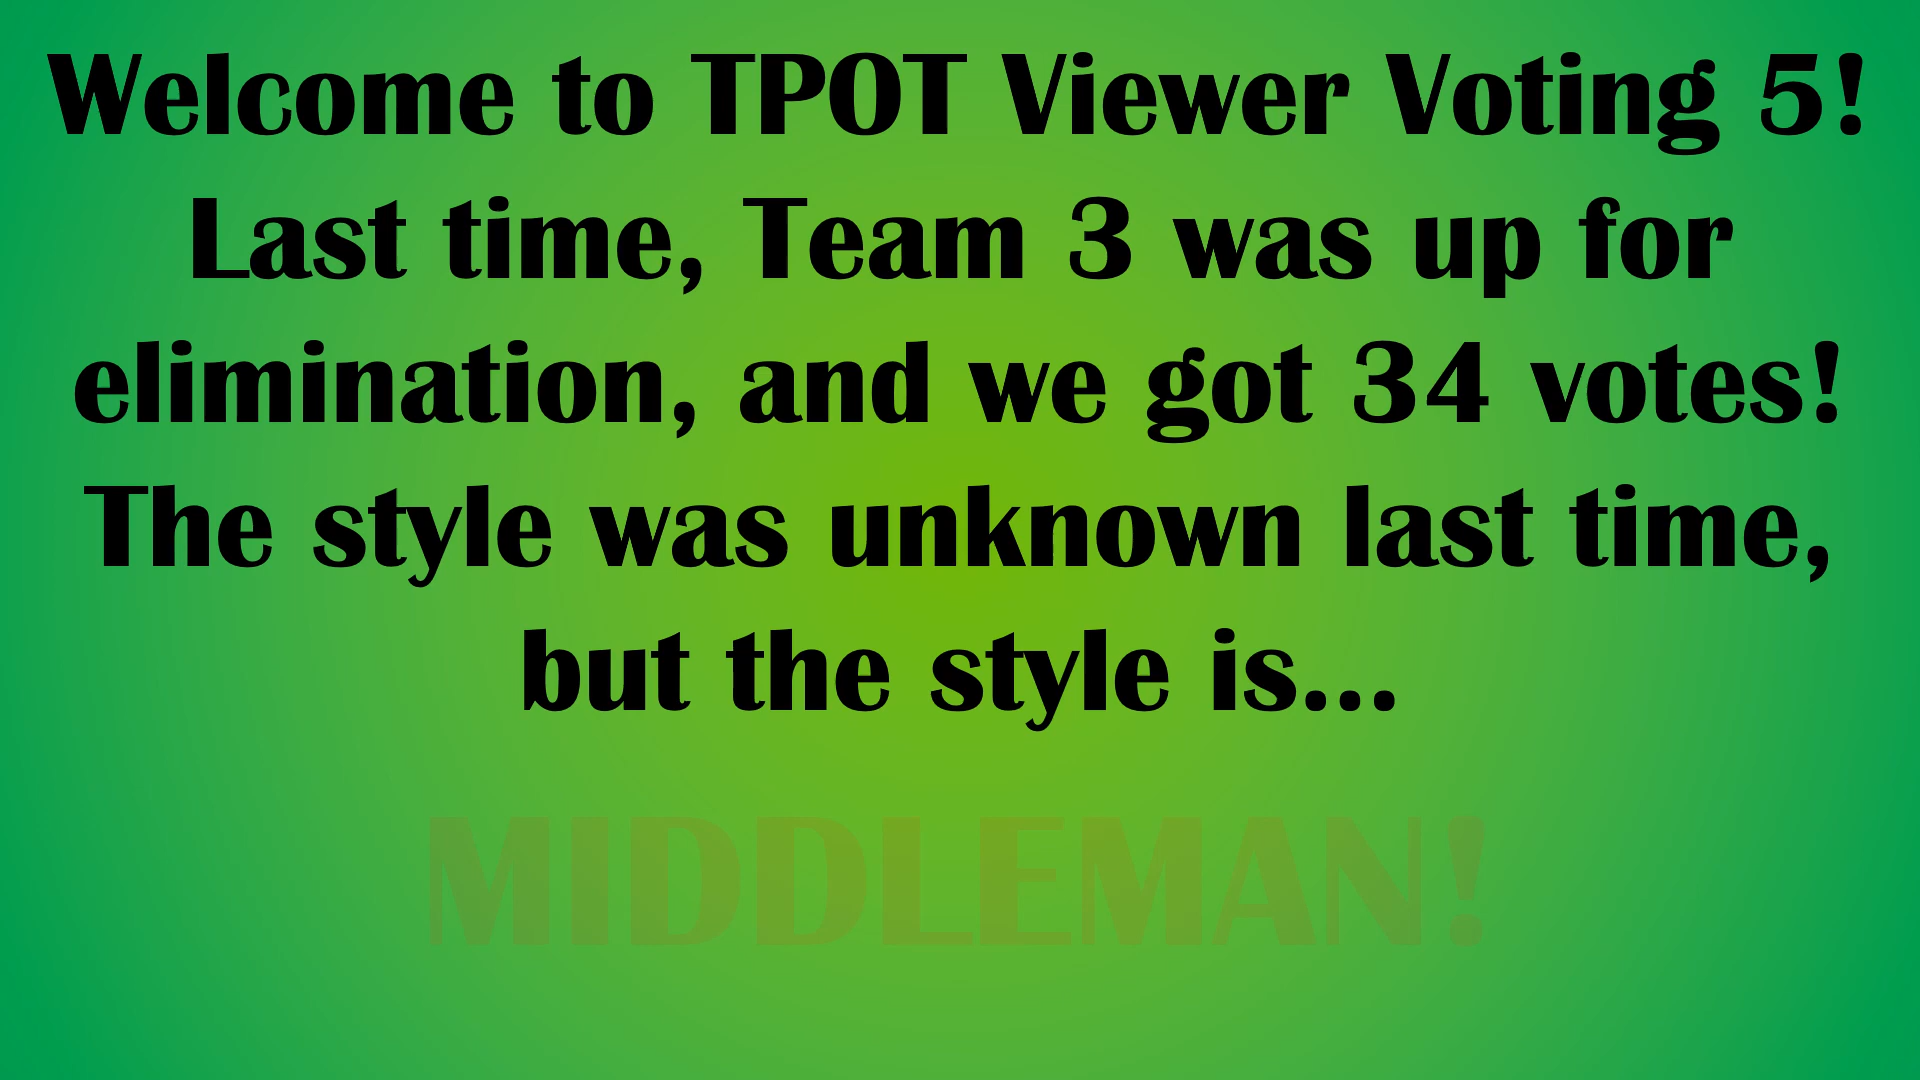 Welcome to TPOT Viewer Voting 5!
Last time, Team 3 was up for
elimination, and we got 34 votes!
The style was unknown last time,
but the style is...
MIDDLEMAN!